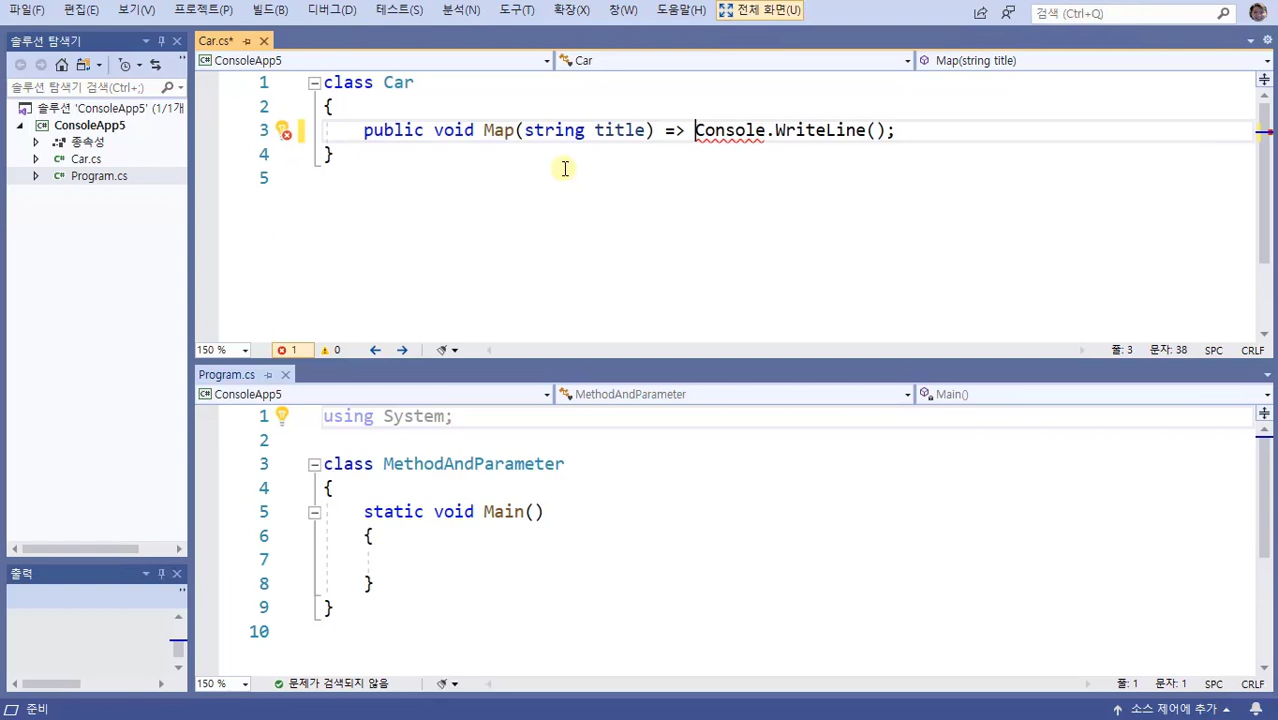 파일(F) 편집(E) 보기(V) 프로젝트(P) 빌드(B) 디버그(D) 테스트(S) 분석(N) 도구(T) 확장(X) 창(W) 도움말(H) 전체 화면(U) 검색 (Ctrl+Q)
솔루션 탐색기
솔루션 탐색기 검색(Ctrl+;)
솔루션 'ConsoleApp5' (1/1개
ConsoleApp5
종속성
Car.cs
Program.cs
출력
Car.cs*
ConsoleApp5 Car Map(string title)
1 class Car
2 {
3 public void Map(string title) => Console.WriteLine();
4 }
5
150 % 1 0 줄: 3 문자: 38 SPC CRLF
Program.cs
ConsoleApp5 MethodAndParameter Main()
1 using System;
2
3 class MethodAndParameter
4 {
5 static void Main()
6 {
7
8 }
9 }
10
150 % 문제가 검색되지 않음 줄: 1 문자: 1 SPC CRLF
준비 소스 제어에 추가